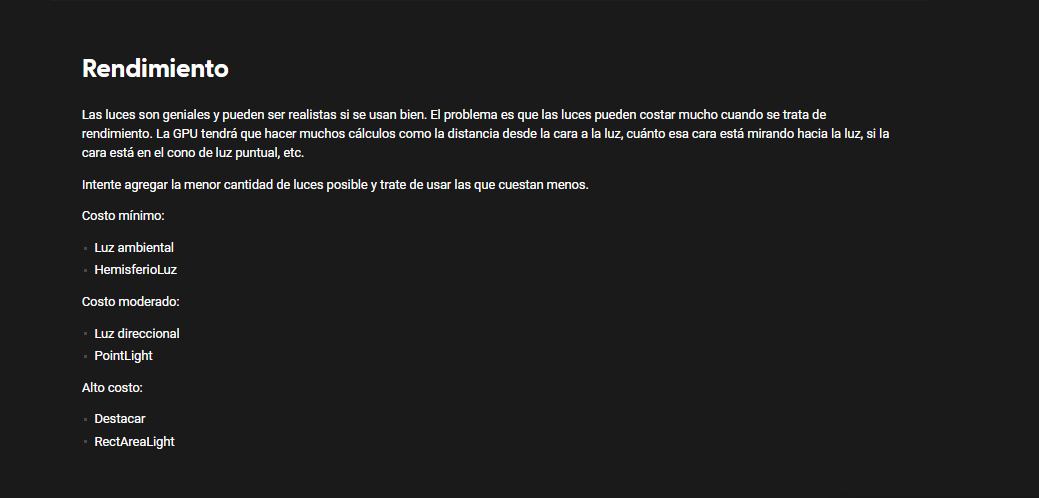 Rendimiento
Las luces son geniales y pueden ser realistas si se usan bien. El problema es que las luces pueden costar mucho cuando se trata de
rendimiento. La GPU tendrá que hacer muchos cálculos como la distancia desde la cara a la luz, cuánto esa cara está mirando hacia la luz, si la
cara está en el cono de luz puntual, etc.
Intente agregar la menor cantidad de luces posible y trate de usar las que cuestan menos.
Costo mínimo:
Luz ambiental
HemisferioLuz
Costo moderado:
Luz direccional
PointLight
Alto costo:
Destacar
RectAreaLight